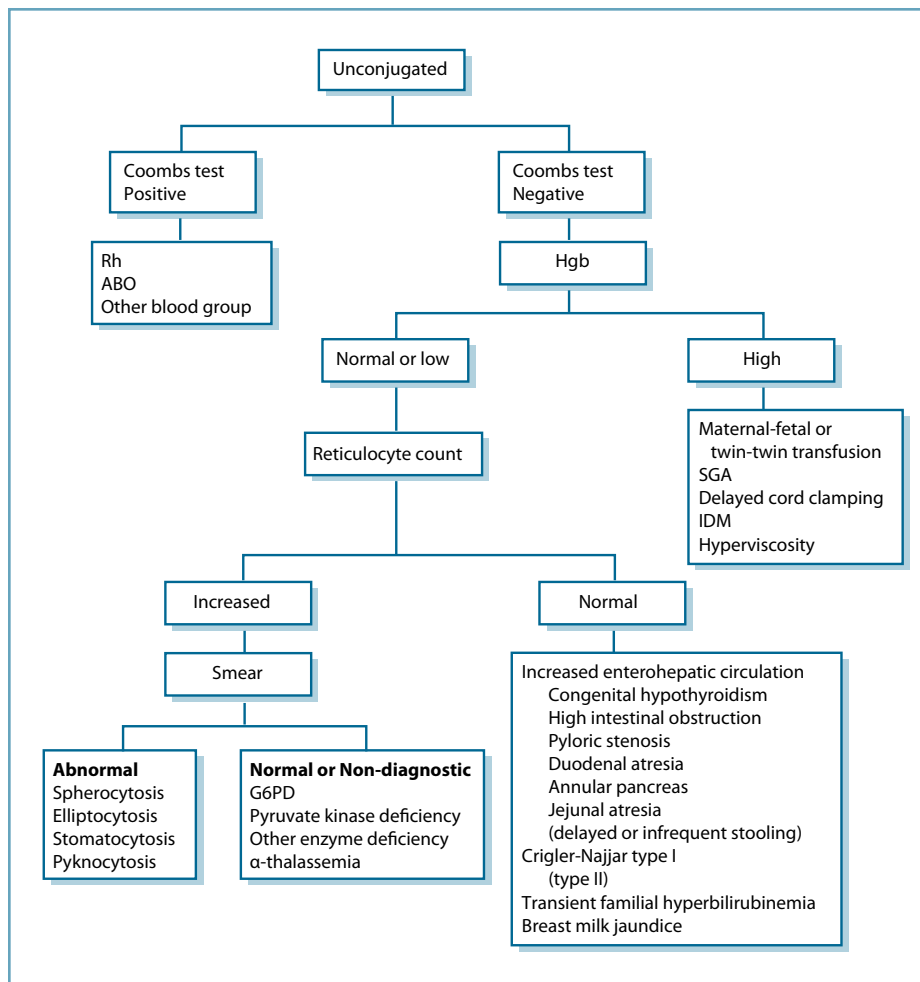 Unconjugated
Coombs test
Positive
Coombs test
Negative
Rh
ABO
Other blood group
Hgb
Normal or low
High
Reticulocyte count
Maternal-fetal or
twin-twin transfusion
SGA
Delayed cord clamping
IDM
Hyperviscosity
Increased
Normal
Smear
Abnormal
Spherocytosis
Elliptocytosis
Stomatocytosis
Pyknocytosis
Normal or Non-diagnostic
G6PD
Pyruvate kinase deficiency
Other enzyme deficiency
α-thalassemia
Increased enterohepatic circulation
Congenital hypothyroidism
High intestinal obstruction
Pyloric stenosis
Duodenal atresia
Annular pancreas
Jejunal atresia
(delayed or infrequent stooling)
Crigler-Najjar type I
(type II)
Transient familial hyperbilirubinemia
Breast milk jaundice